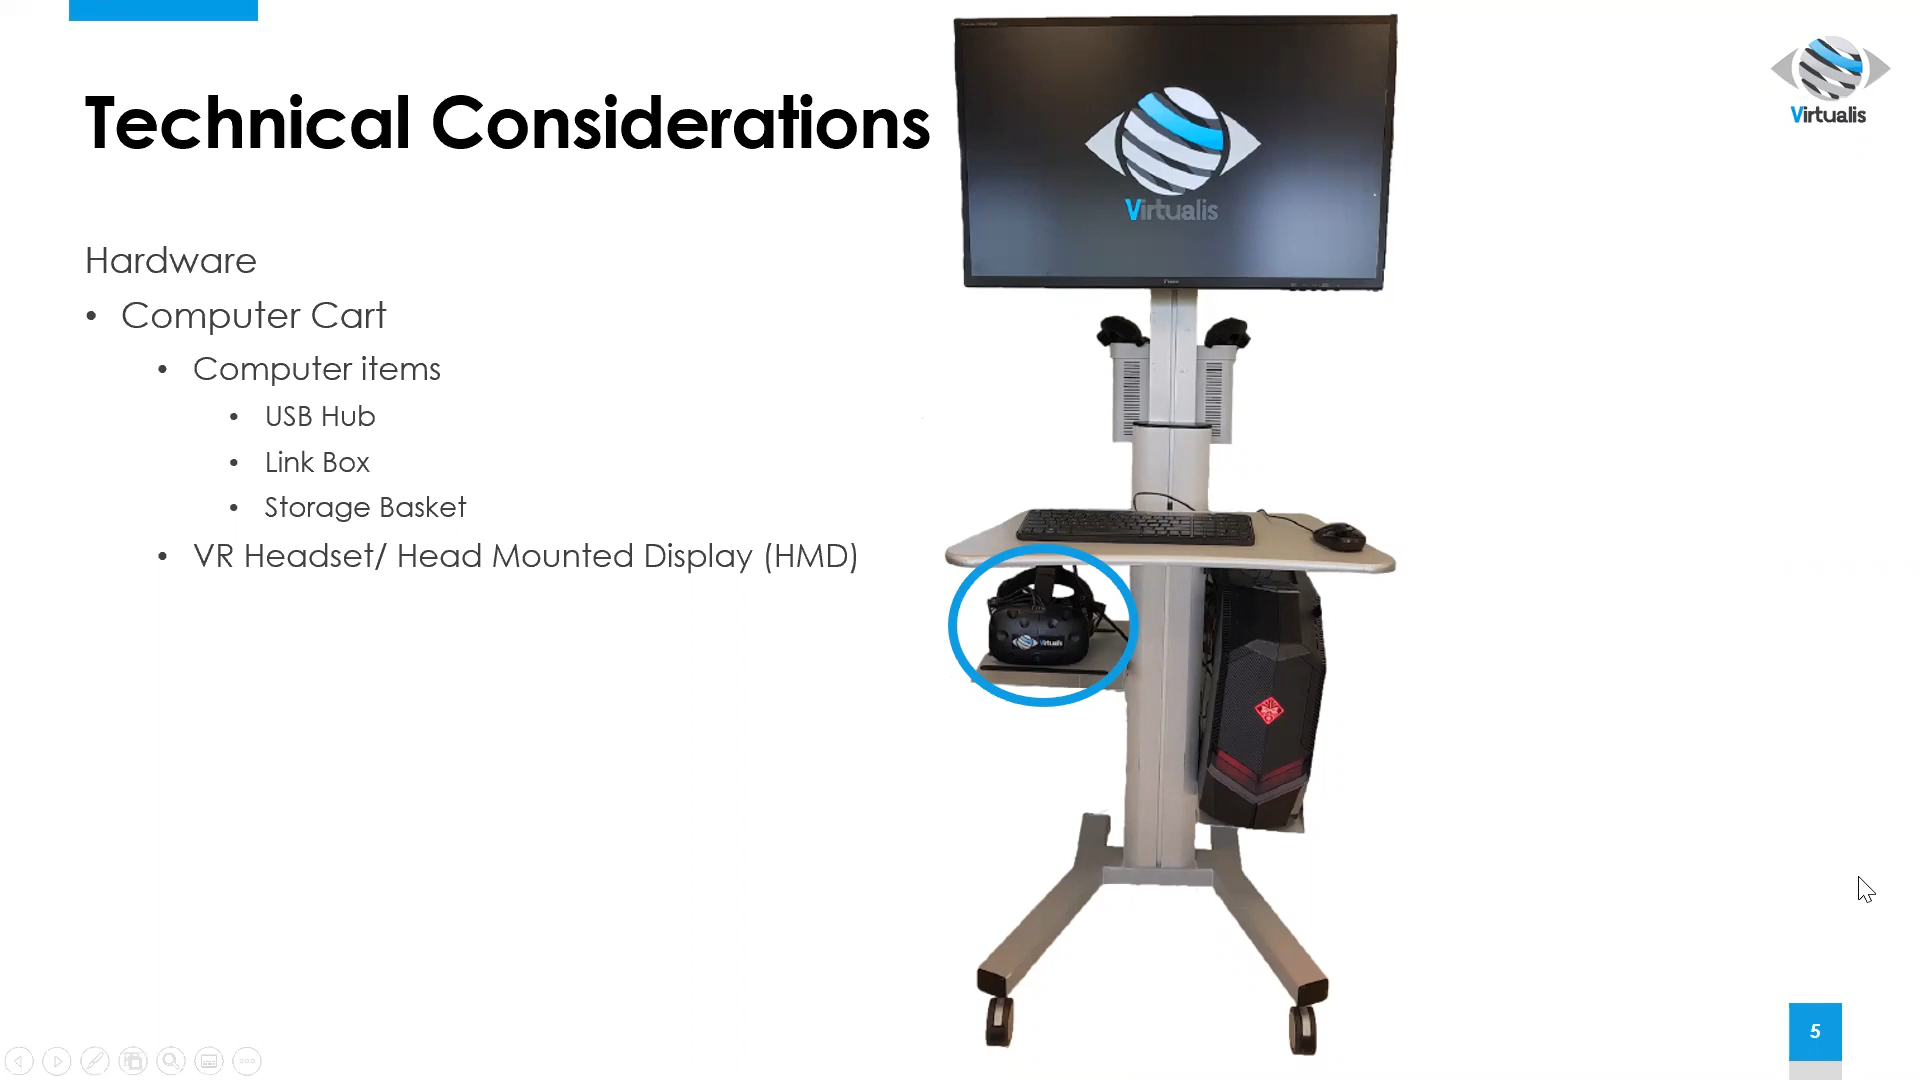 Technical Considerations
Virtualis
Virtualis
Hardware
• Computer Cart
• Computer items
• USB Hub
• Link Box
• Storage Basket
• VR Headset/ Head Mounted Display (HMD)
Virtualis
5